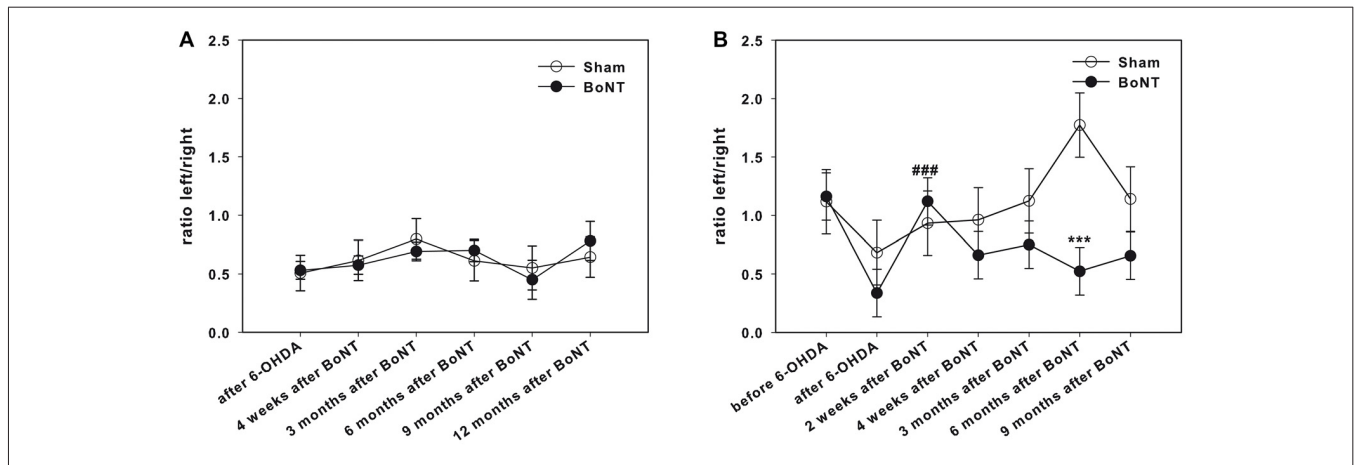 A
2.5
2.0
1.5
1.0
0.5
0.0
ratio left/right
Sham
BoNT
after 6-OHDA
4 weeks after BoNT
3 months after BoNT
6 months after BoNT
9 months after BoNT
12 months after BoNT
B
2.5
2.0
1.5
1.0
0.5
0.0
ratio left/right
Sham
BoNT
###
***
before 6-OHDA
after 6-OHDA
2 weeks after BoNT
4 weeks after BoNT
3 months after BoNT
6 months after BoNT
9 months after BoNT